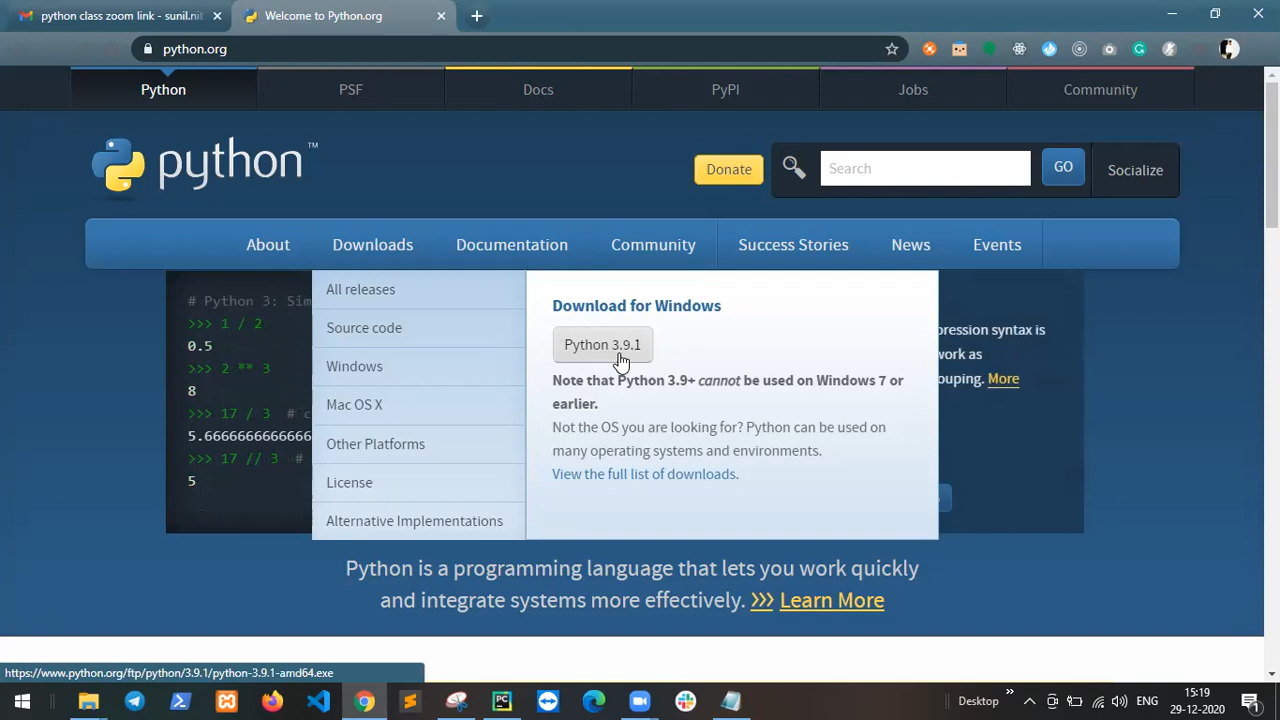 python class zoom link - sunil.nit
Welcome to Python.org
python.org
Python
PSF
Docs
PyPI
Jobs
Community
python™
Donate
Search
GO
Socialize
About
Downloads
Documentation
Community
Success Stories
News
Events
# Python 3: Sim
>>> 1 / 2
0.5
>>> 2 ** 3
8
>>> 17 / 3 # c
5.6666666666666
>>> 17 // 3 #
5
All releases
Source code
Windows
Mac OS X
Other Platforms
License
Alternative Implementations
Download for Windows
Python 3.9.1
Note that Python 3.9+ cannot be used on Windows 7 or
earlier.
Not the OS you are looking for? Python can be used on
many operating systems and environments.
View the full list of downloads.
pression syntax is
work as
ouping. More
Python is a programming language that lets you work quickly
and integrate systems more effectively. >>> Learn More
https://www.python.org/ftp/python/3.9.1/python-3.9.1-amd64.exe
Desktop
ENG
15:19
29-12-2020